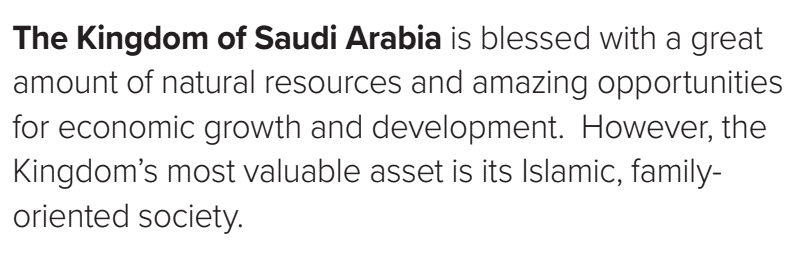 The Kingdom of Saudi Arabia is blessed with a great
amount of natural resources and amazing opportunities
for economic growth and development.  However, the
Kingdom’s most valuable asset is its Islamic, family-
oriented society.